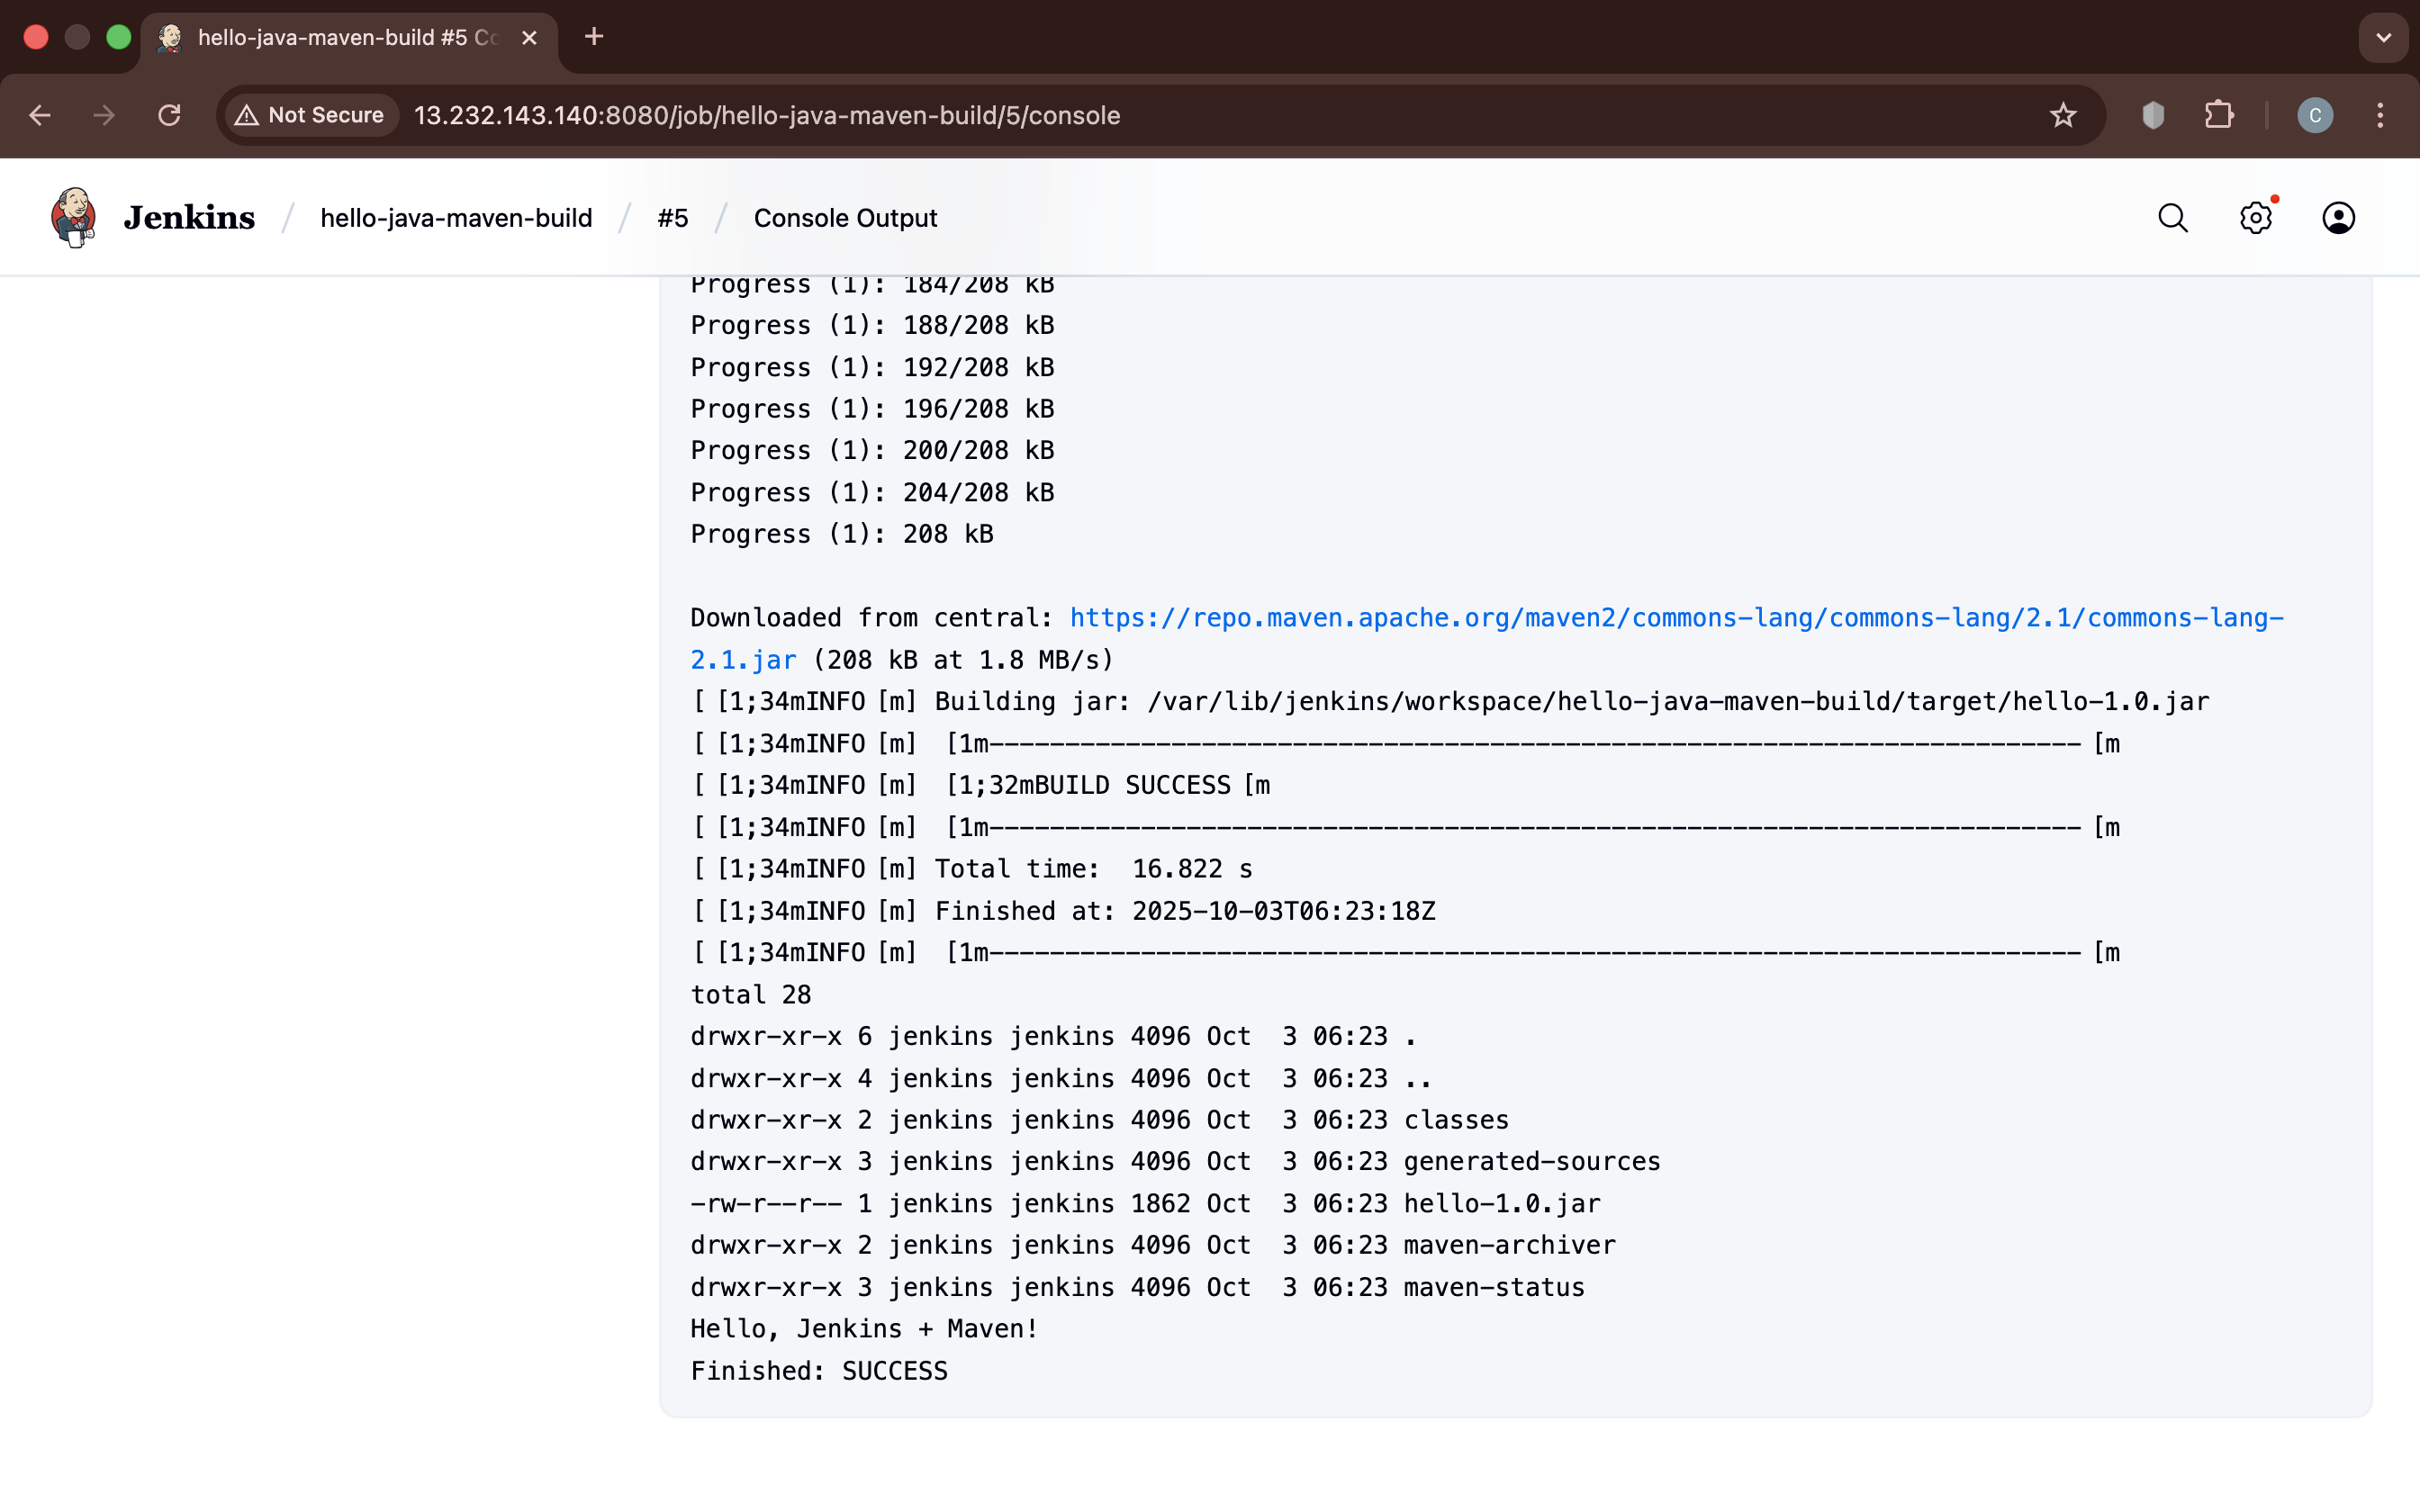 hello-java-maven-build #5 Co
Not Secure
13.232.143.140:8080/job/hello-java-maven-build/5/console
C
Jenkins / hello-java-maven-build / #5 / Console Output
Progress (1): 184/208 kB
Progress (1): 188/208 kB
Progress (1): 192/208 kB
Progress (1): 196/208 kB
Progress (1): 200/208 kB
Progress (1): 204/208 kB
Progress (1): 208 kB
Downloaded from central: https://repo.maven.apache.org/maven2/commons-lang/commons-lang/2.1/commons-lang-
2.1.jar (208 kB at 1.8 MB/s)
[ [1;34mINFO [m] Building jar: /var/lib/jenkins/workspace/hello-java-maven-build/target/hello-1.0.jar
[ [1;34mINFO [m]  [1m------------------------------------------------------------------------ [m
[ [1;34mINFO [m]  [1;32mBUILD SUCCESS [m
[ [1;34mINFO [m]  [1m------------------------------------------------------------------------ [m
[ [1;34mINFO [m] Total time:  16.822 s
[ [1;34mINFO [m] Finished at: 2025-10-03T06:23:18Z
[ [1;34mINFO [m]  [1m------------------------------------------------------------------------ [m
total 28
drwxr-xr-x 6 jenkins jenkins 4096 Oct  3 06:23 .
drwxr-xr-x 4 jenkins jenkins 4096 Oct  3 06:23 ..
drwxr-xr-x 2 jenkins jenkins 4096 Oct  3 06:23 classes
drwxr-xr-x 3 jenkins jenkins 4096 Oct  3 06:23 generated-sources
-rw-r--r-- 1 jenkins jenkins 1862 Oct  3 06:23 hello-1.0.jar
drwxr-xr-x 2 jenkins jenkins 4096 Oct  3 06:23 maven-archiver
drwxr-xr-x 3 jenkins jenkins 4096 Oct  3 06:23 maven-status
Hello, Jenkins + Maven!
Finished: SUCCESS